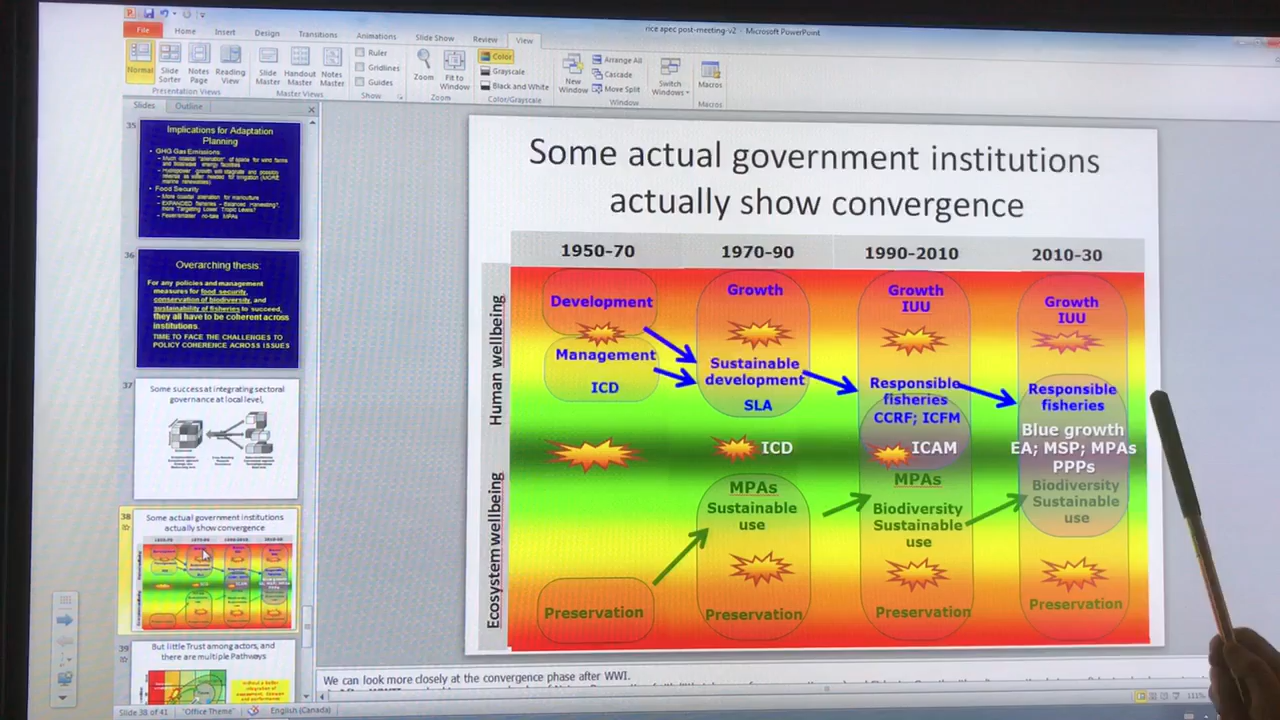 rice apec post-meeting-v2 - Microsoft PowerPoint
File Home Insert Design Transitions Animations Slide Show Review View
Normal Slide Sorter Notes Page Reading View
Presentation Views
Slide Master Handout Master Notes Master
Master Views
Ruler
Gridlines
Guides
Show
Zoom Fit to Window
Zoom
Color
Grayscale
Black and White
Color/Grayscale
New Window
Arrange All
Cascade
Move Split
Switch Windows
Window
Macros
Macros
Slides Outline
35
Implications for Adaptation
Planning
GHG Gas Emissions
Food Security
36
Overarching thesis:
For any policies and management
measures for food security,
conservation of biodiversity, and
sustainability of fisheries to succeed,
they all have to be coherent across
institutions.
TIME TO FACE THE CHALLENGES TO
POLICY COHERENCE ACROSS ISSUES
37
Some success at integrating sectoral
governance at local level,
38
Some actual government institutions
actually show convergence
39
But little Trust among actors, and
there are multiple Pathways
Some actual government institutions
actually show convergence
1950-70 1970-90 1990-2010 2010-30
Human wellbeing
Ecosystem wellbeing
Development
Management
ICD
Preservation
Growth
Sustainable
development
SLA
ICD
MPAs
Sustainable
use
Preservation
Growth
IUU
Responsible
fisheries
CCRF; ICFM
ICAM
MPAs
Biodiversity
Sustainable
use
Preservation
Growth
IUU
Responsible
fisheries
Blue growth
EA; MSP; MPAs
PPPs
Biodiversity
Sustainable
use
Preservation
We can look more closely at the convergence phase after WWI.
Slide 38 of 41 "Office Theme" English (Canada)
111%